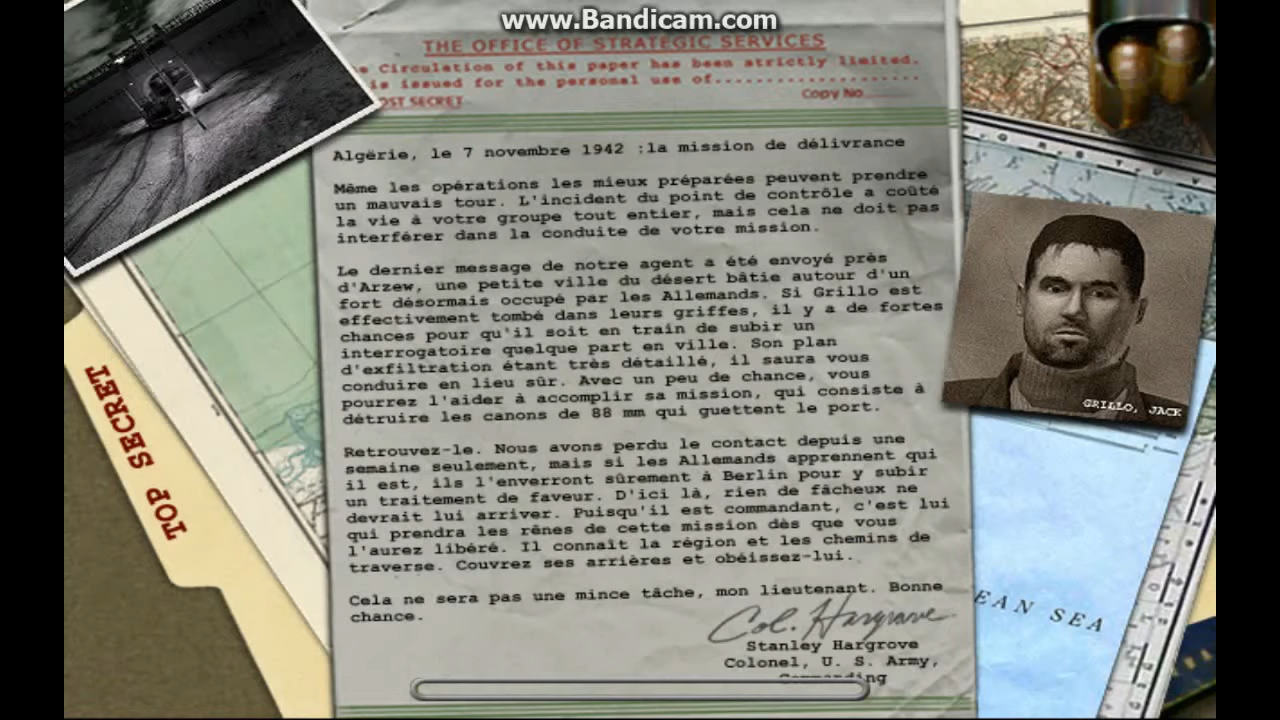 www.Bandicam.com
THE OFFICE OF STRATEGIC SERVICES
Circulation of this paper has been strictly limited.
is issued for the personal use of....................
OST SECRET
Copy No
Algërie, le 7 novembre 1942 :la mission de délivrance
Même les opérations les mieux préparées peuvent prendre
un mauvais tour. L'incident du point de contrôle a coûté
la vie à votre groupe tout entier, mais cela ne doit pas
interférer dans la conduite de votre mission.
Le dernier message de notre agent a été envoyé près
d'Arzew, une petite ville du désert bâtie autour d'un
fort désormais occupé par les Allemands. Si Grillo est
effectivement tombé dans leurs griffes, il y a de fortes
chances pour qu'il soit en train de subir un
interrogatoire quelque part en ville. Son plan
d'exfiltration étant très détaillé, il saura vous
conduire en lieu sûr. Avec un peu de chance, vous
pourrez l'aider à accomplir sa mission, qui consiste à
détruire les canons de 88 mm qui guettent le port.
Retrouvez-le. Nous avons perdu le contact depuis une
semaine seulement, mais si les Allemands apprennent qui
il est, ils l'enverront sûrement à Berlin pour y subir
un traitement de faveur. D'ici là, rien de fâcheux ne
devrait lui arriver. Puisqu'il est commandant, c'est lui
qui prendra les rênes de cette mission dès que vous
l'aurez libéré. Il connaît la région et les chemins de
traverse. Couvrez ses arrières et obéissez-lui.
Cela ne sera pas une mince tâche, mon lieutenant. Bonne
chance.
Col. Hargrave
Stanley Hargrove
Colonel, U. S. Army,
Commanding
TOP SECRET
GRILLO, JACK
EAN SEA